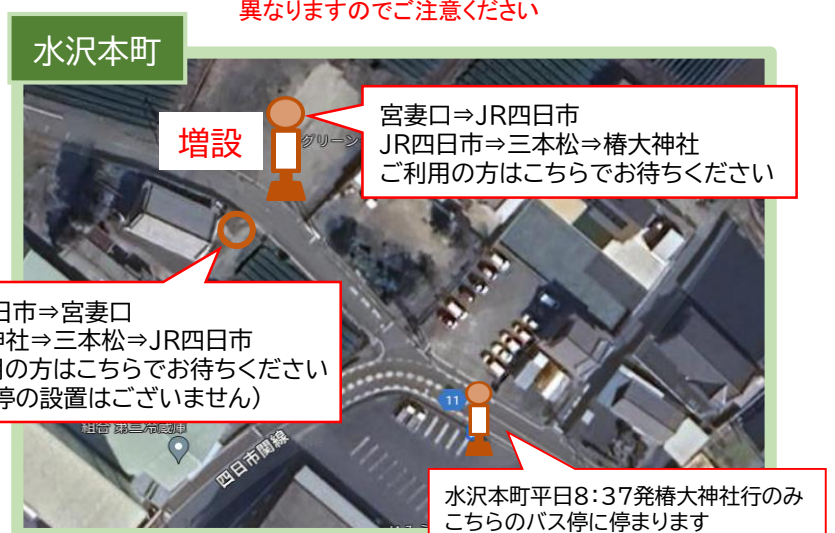 異なりますのでご注意ください
水沢本町
増設
グリーン
宮妻口⇒JR四日市
JR四日市⇒三本松⇒椿大神社
ご利用の方はこちらでお待ちください
日市⇒宮妻口
神社⇒三本松⇒JR四日市
用の方はこちらでお待ちください
停の設置はございません)
11
四日市関線
水沢本町平日8:37発椿大神社行のみ
こちらのバス停に停まります